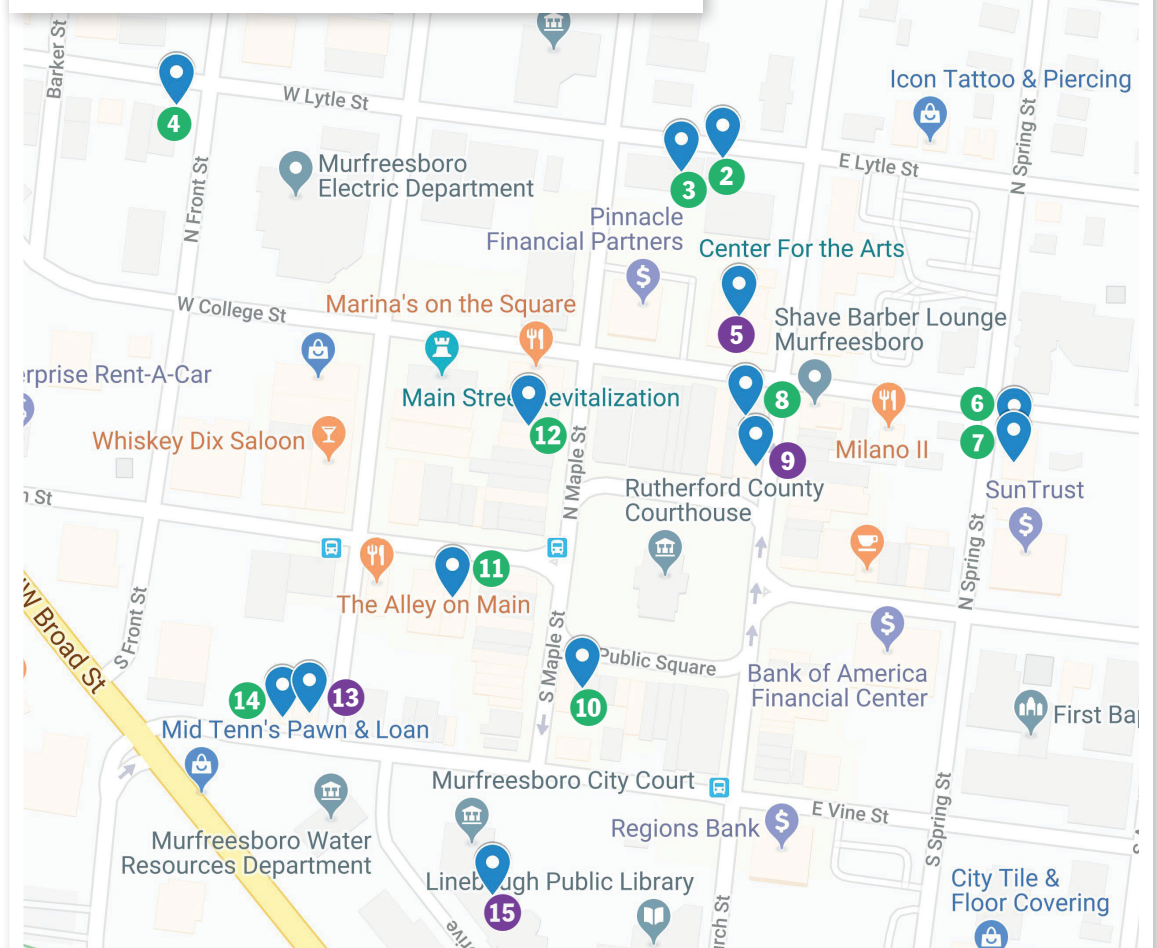 Barker St
4
W Lytle St
N Front St
Murfreesboro
Electric Department
3
2
Icon Tattoo & Piercing
E Lytle St
N Spring St
Pinnacle
Financial Partners
$
Center For the Arts
5
W College St
Marina's on the Square
Shave Barber Lounge
Murfreesboro
erprise Rent-A-Car
Main Stree
evitalization
12
8
6
7
9
Whiskey Dix Saloon
Milano II
N Maple St
Rutherford County
Courthouse
SunTrust
$
n St
N Spring St
11
The Alley on Main
S Front St
W Broad St
S Maple St
Public Square
10
$
Bank of America
Financial Center
14
13
Mid Tenn's Pawn & Loan
First Ba
Murfreesboro City Court
Regions Bank
$
E Vine St
S Spring St
Murfreesboro Water
Resources Department
Lineb
ugh Public Library
15
City Tile &
Floor Covering
rch St
rive